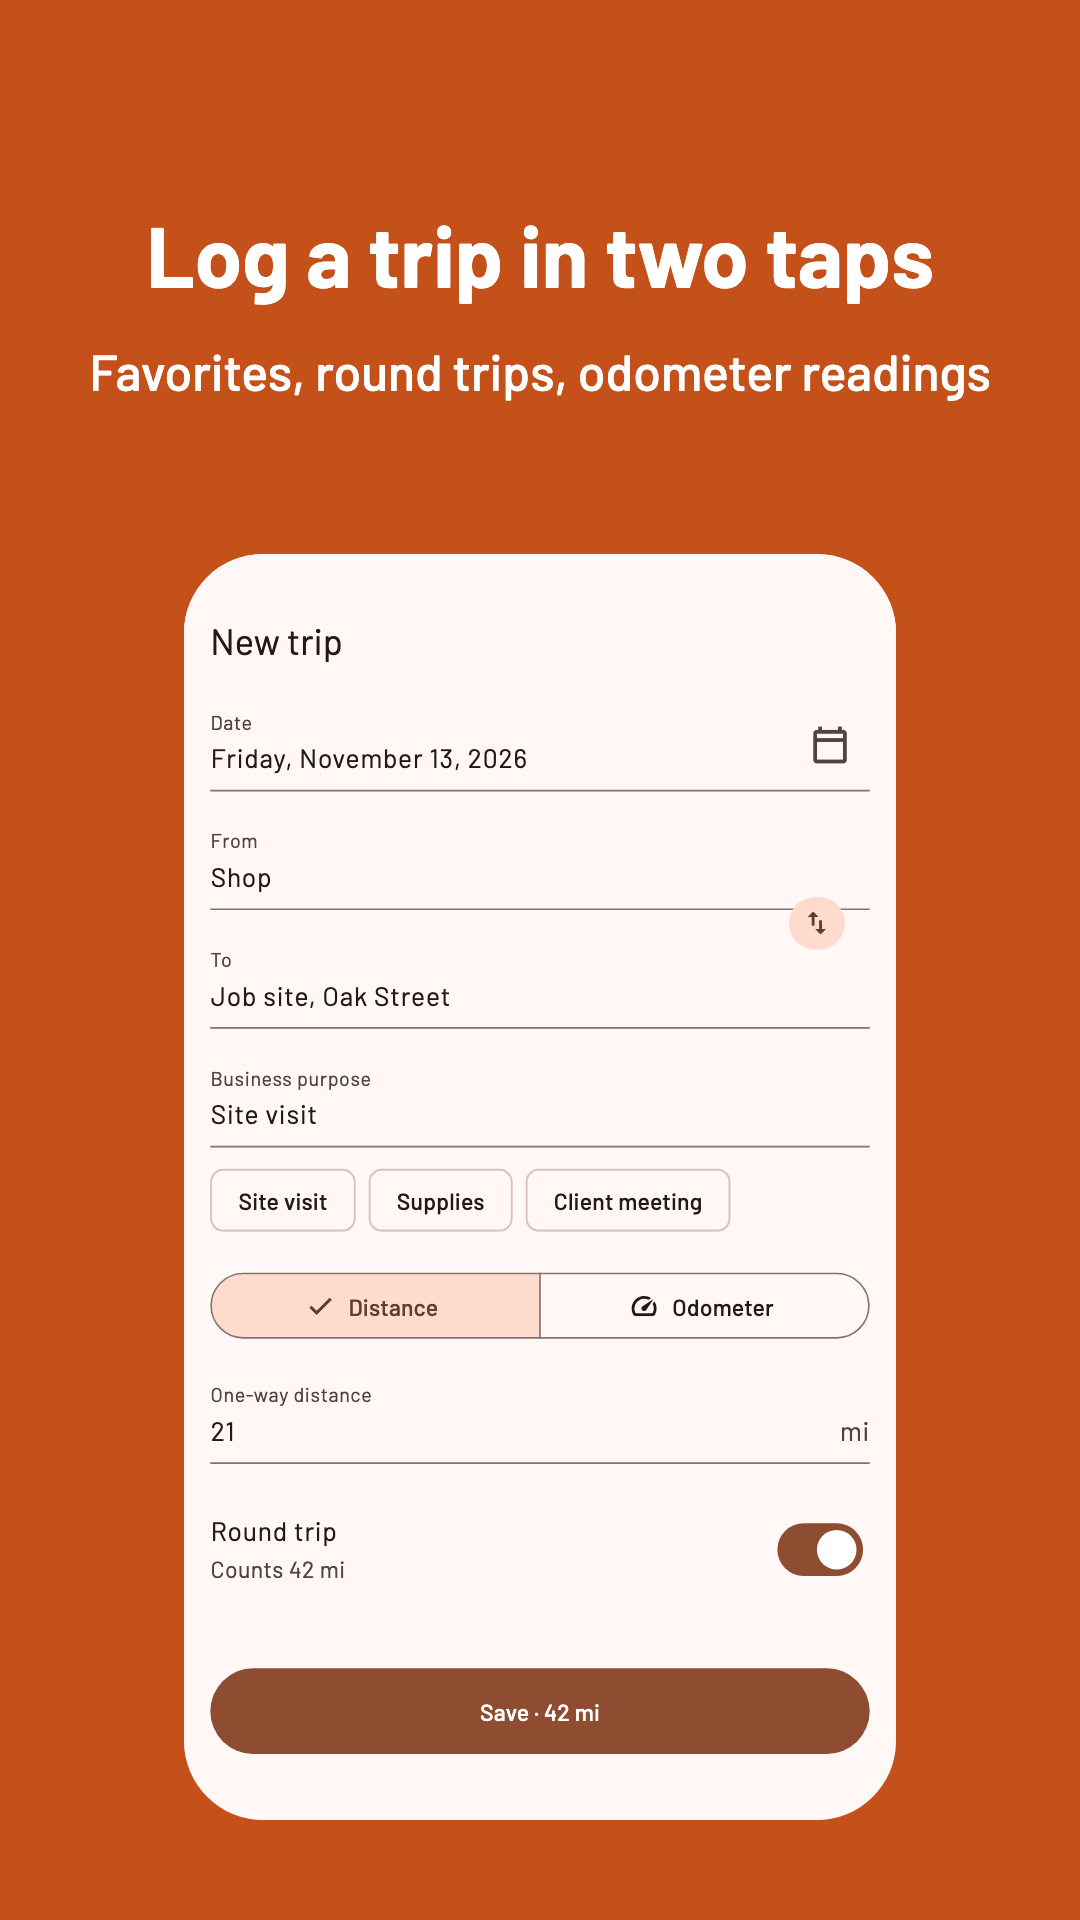 Log a trip in two taps
Favorites, round trips, odometer readings
New trip
Date
Friday, November 13, 2026
From
Shop
To
Job site, Oak Street
Business purpose
Site visit
Site visit
Supplies
Client meeting
Distance
Odometer
One-way distance
21 mi
Round trip
Counts 42 mi
Save · 42 mi